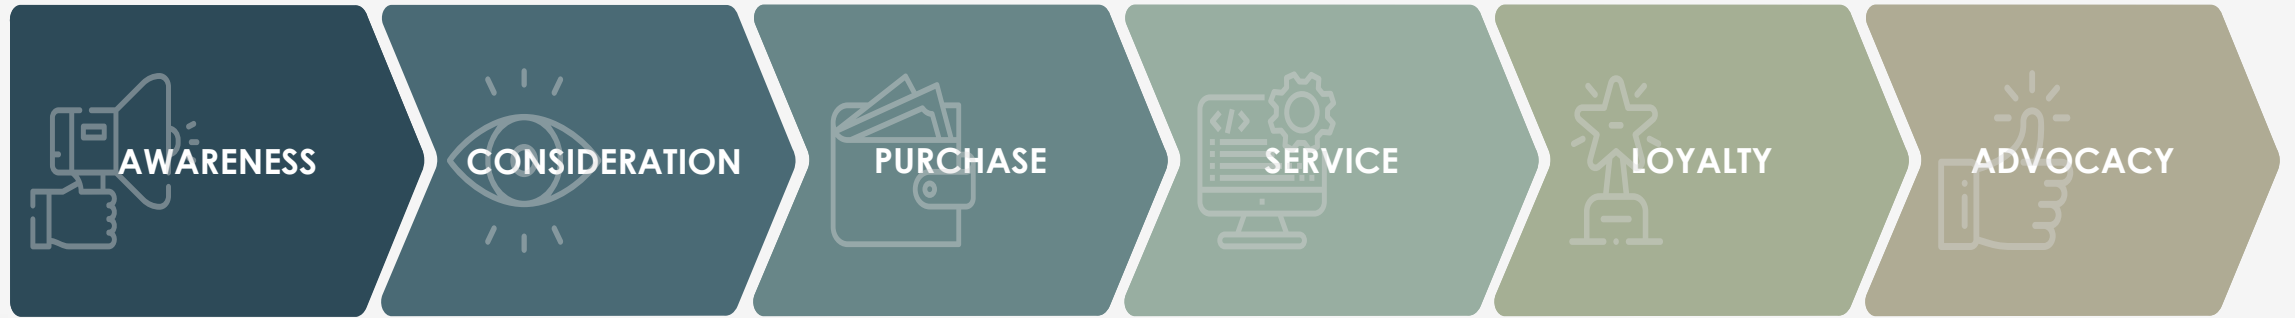 AWARENESS
CONSIDERATION
PURCHASE
SERVICE
LOYALTY
ADVOCACY